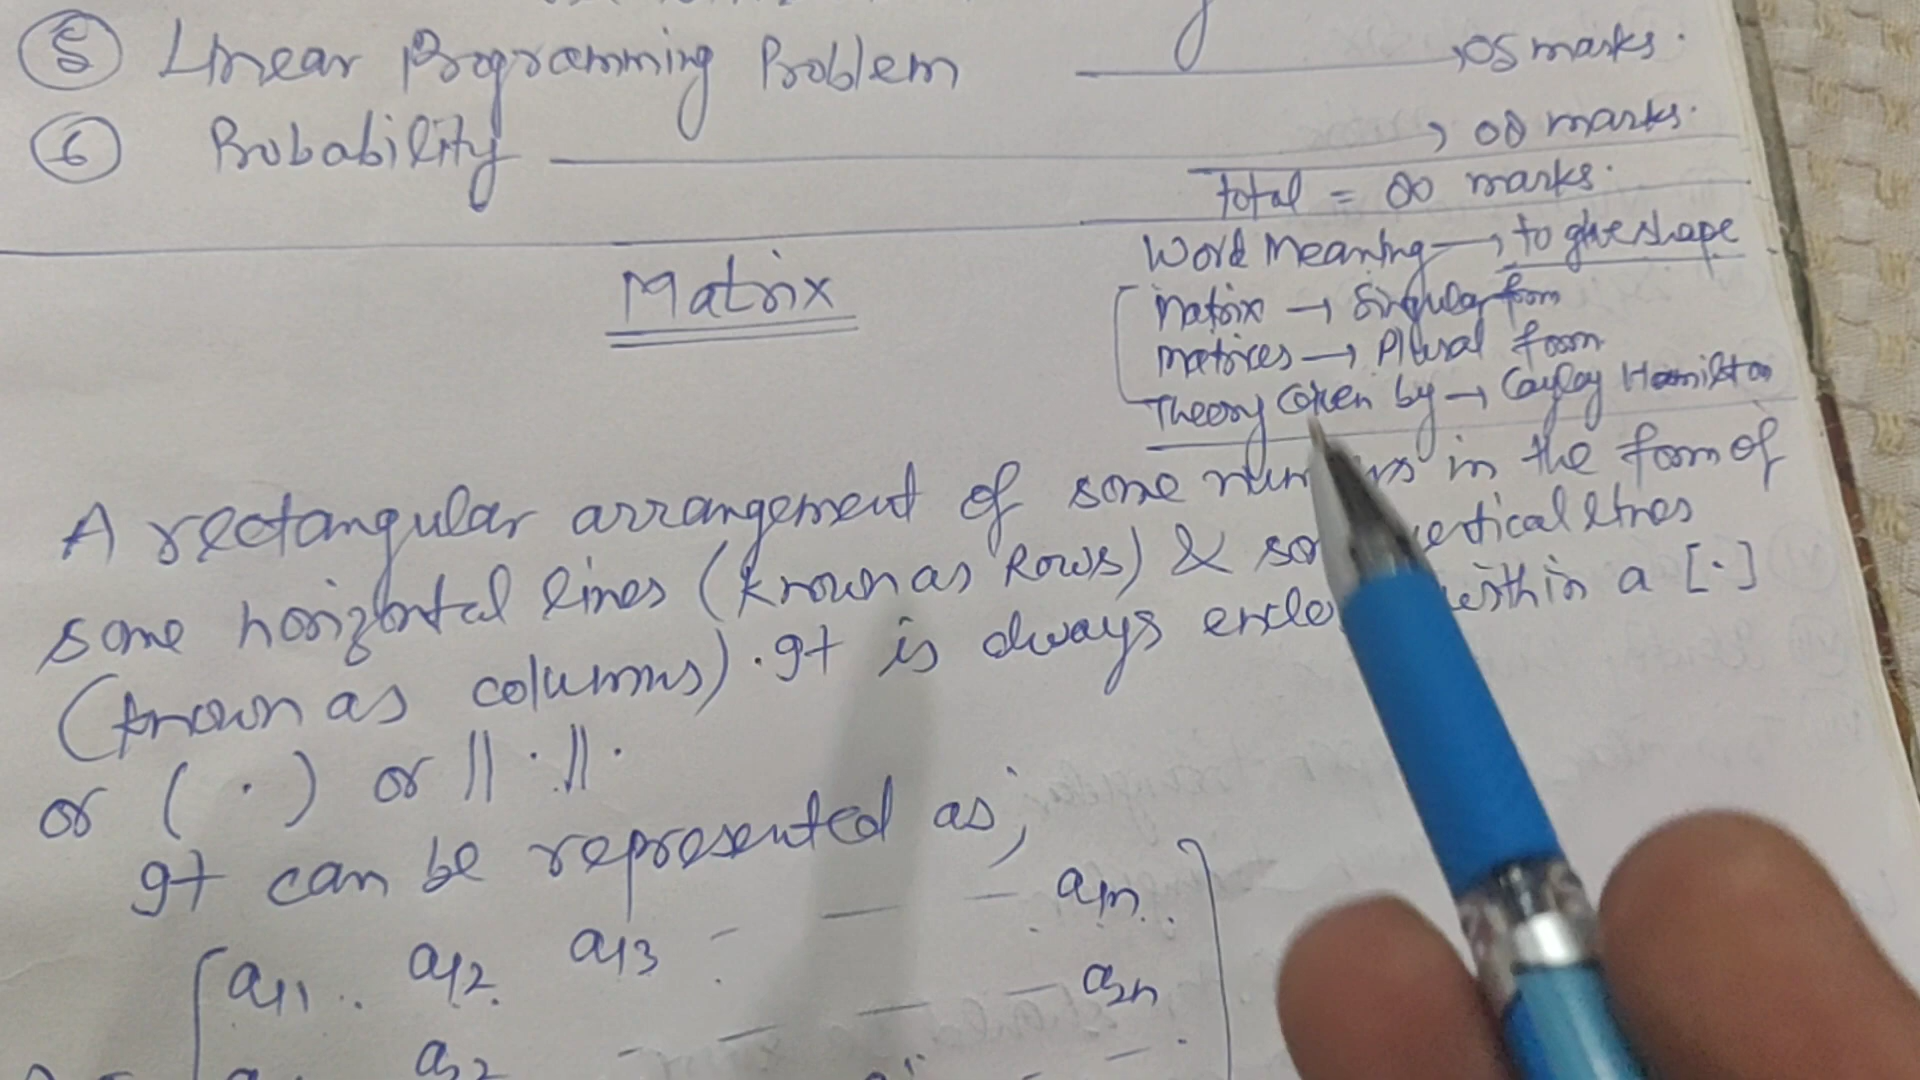 ⑤ Linear Programming Problem → 05 marks.
⑥ Probability → 08 marks.
total = 80 marks.
Matrix
Word Meaning → to give shape
Matrix → Singular form
Matrices → Plural form
Theory Given by → Cayley Hamilton
A rectangular arrangement of some in the form of
some horizontal lines (known as Rows) & vertical lines
(known as columns). It is always within a [·]
or ( · ) or || · ||.
It can be represented as,
a11 a12 a13 - - - a1n
a2n